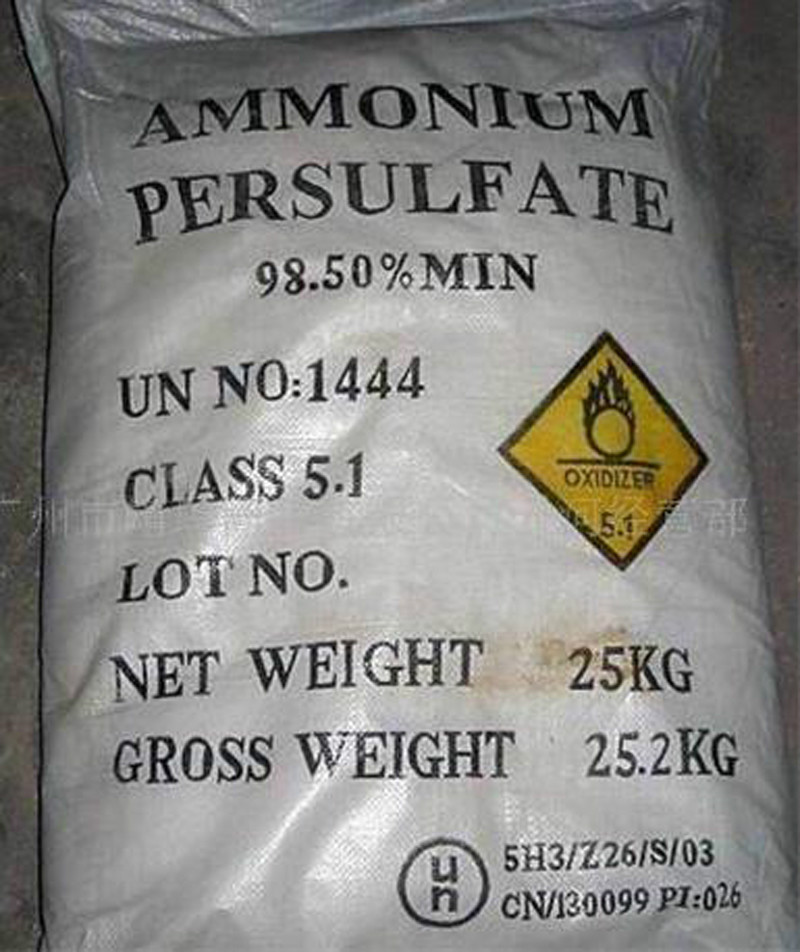 AMMONIUM
PERSULFATE
98.50%MIN
UN NO:1444
CLASS 5.1
OXIDIZER
5.1
LOT NO.
NET WEIGHT 25KG
GROSS WEIGHT 25.2KG
un
5H3/Z26/S/03
CN/130099 PI:026